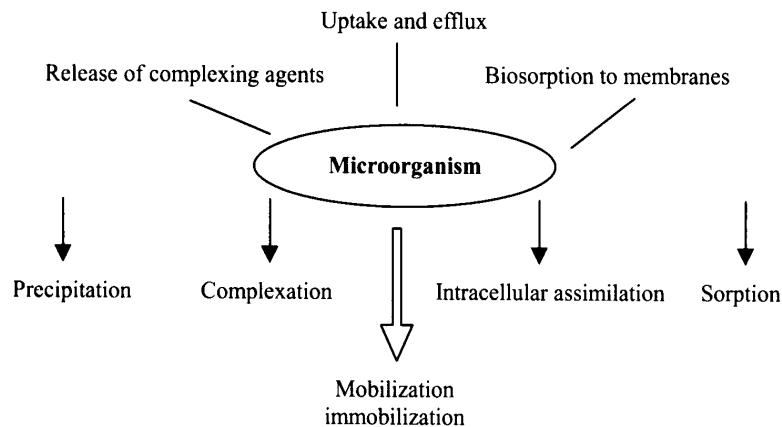 Uptake and efflux
Release of complexing agents
Biosorption to membranes
Microorganism
Precipitation
Complexation
Intracellular assimilation
Sorption
Mobilization
immobilization